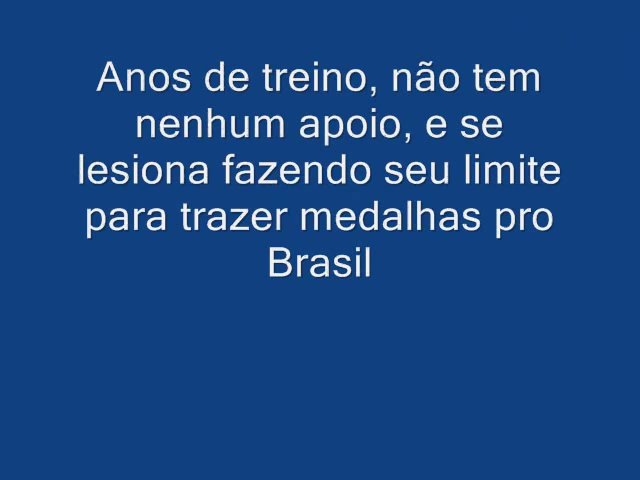 Anos de treino, não tem
nenhum apoio, e se
lesiona fazendo seu limite
para trazer medalhas pro
Brasil